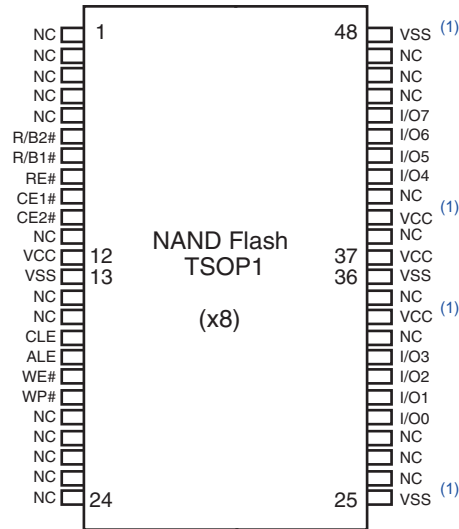 NC 1 48 VSS (1)
NC NC
NC NC
NC NC
NC I/O7
R/B2# I/O6
R/B1# I/O5
RE# I/O4
CE1# NC
CE2# VCC (1)
NC NAND Flash NC
VCC 12 TSOP1 37 VCC
VSS 13 36 VSS
NC NC
NC (x8) VCC (1)
CLE NC
ALE I/O3
WE# I/O2
WP# I/O1
NC I/O0
NC NC
NC NC
NC NC
NC 24 25 VSS (1)